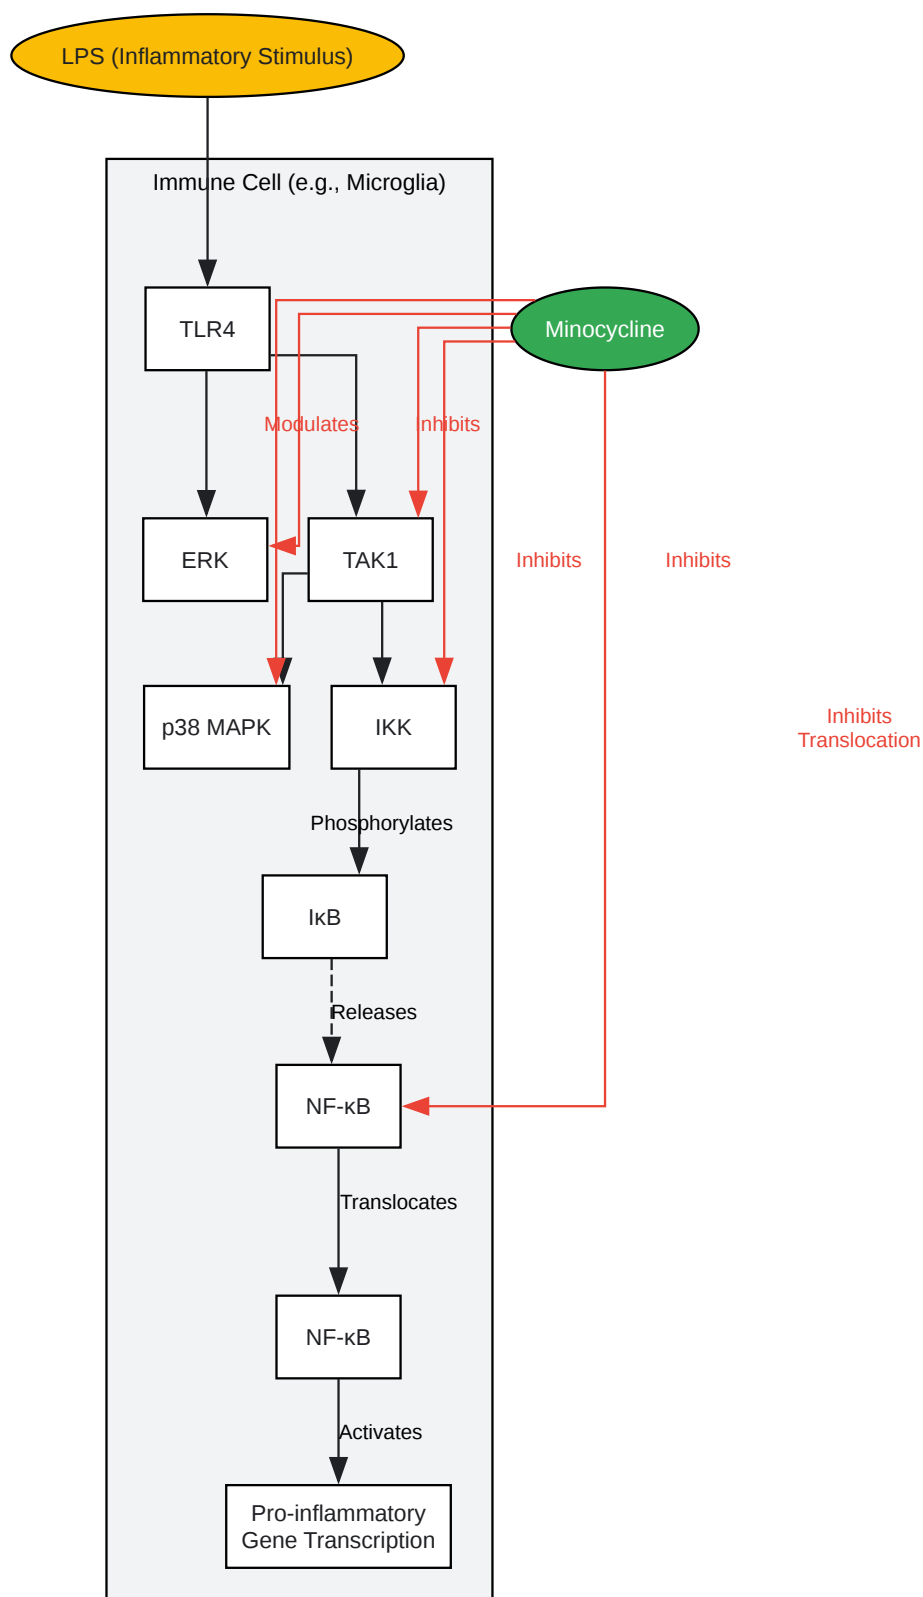 LPS (Inflammatory Stimulus)
Immune Cell (e.g., Microglia)
TLR4
Minocycline
Modulates
Inhibits
ERK
TAK1
Inhibits
Inhibits
p38 MAPK
IKK
Inhibits
Translocation
Phosphorylates
IκB
Releases
NF-κB
Translocates
NF-κB
Activates
Pro-inflammatory
Gene Transcription